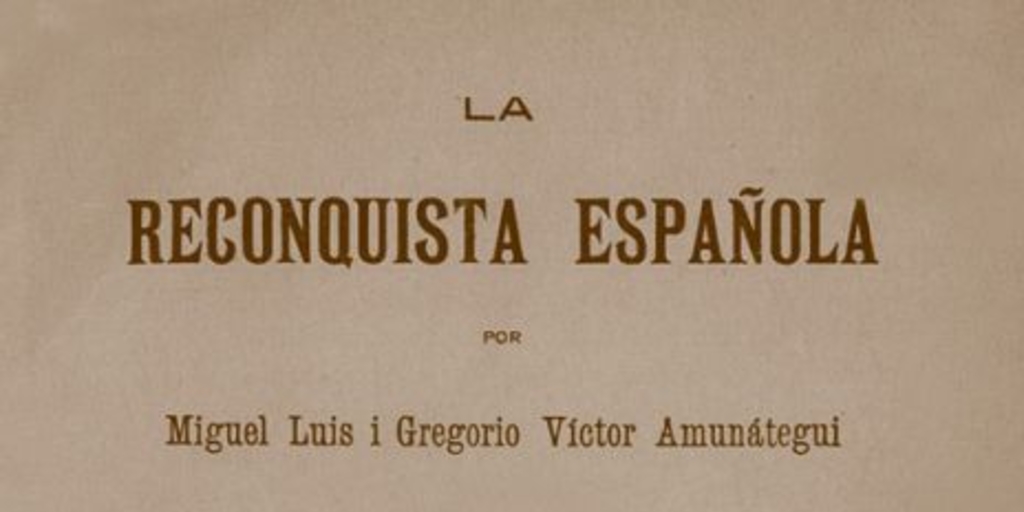 LA
RECONQUISTA ESPAÑOLA
POR
Miguel Luis i Gregorio Víctor Amunátegui